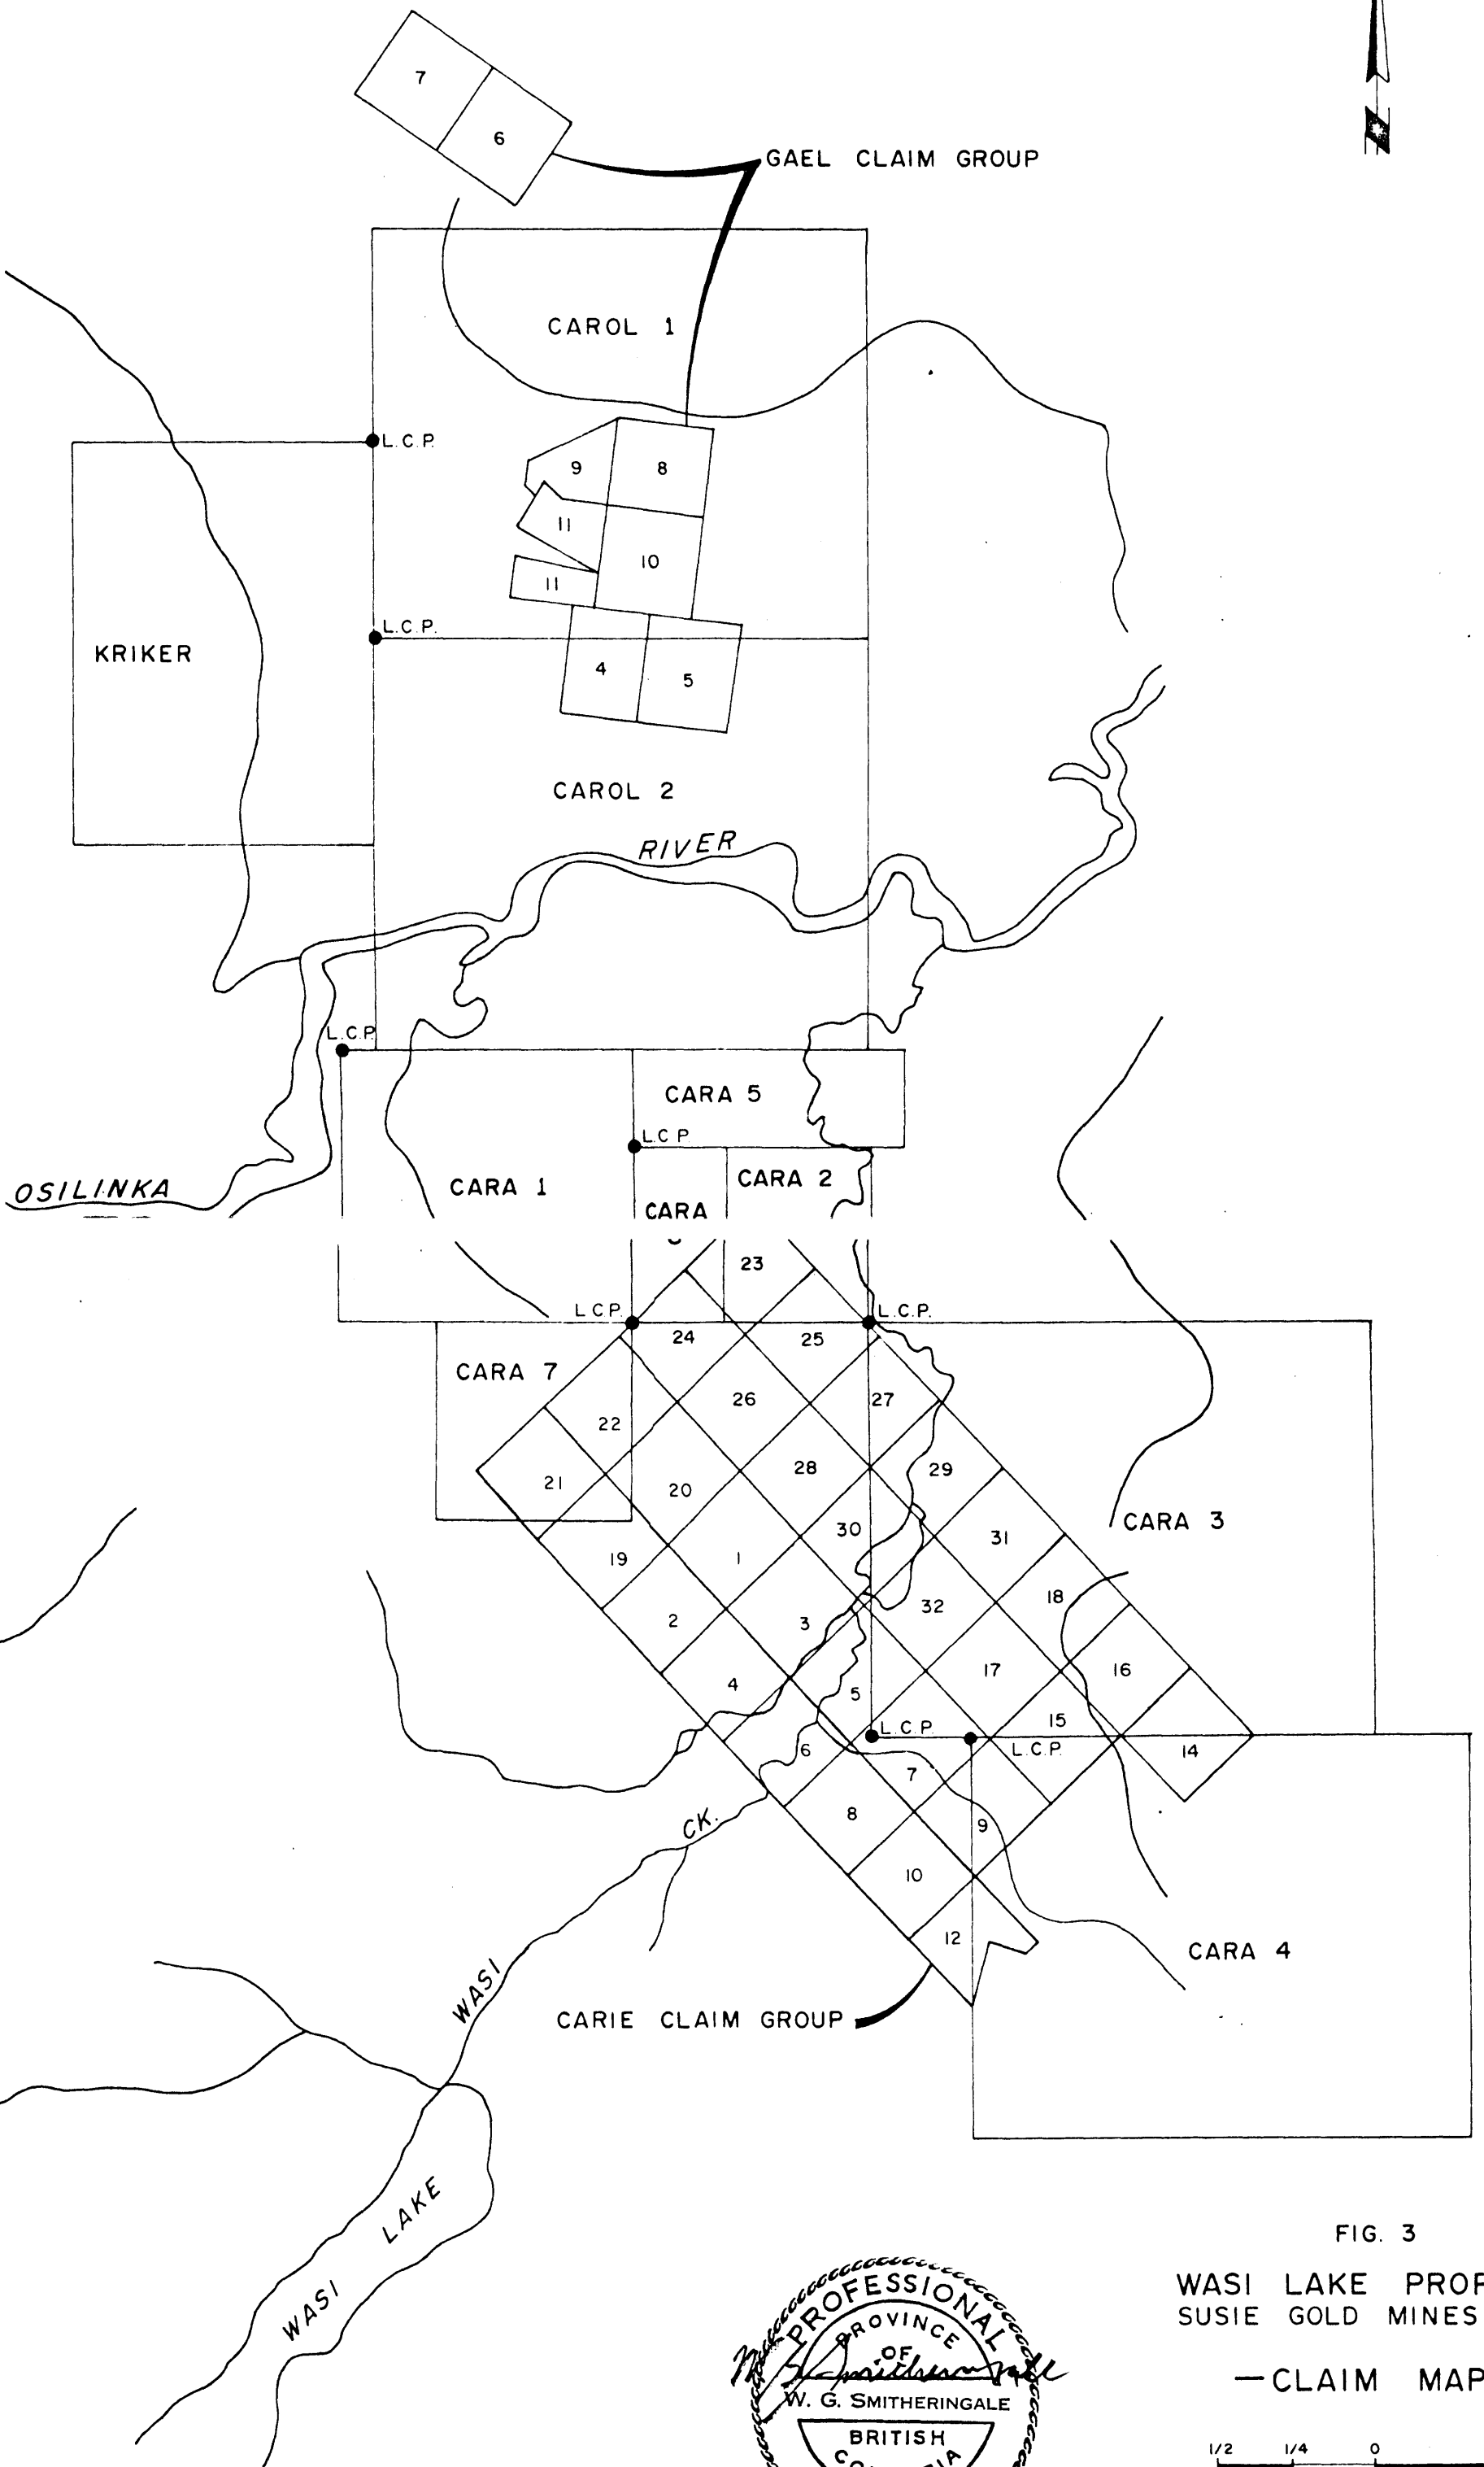 7
6
GAEL CLAIM GROUP
CAROL 1
L.C.P.
9
8
11
10
11
L.C.P.
KRIKER
4
5
CAROL 2
RIVER
L.C.P.
CARA 5
L.C P.
CARA 2
CARA 1
OSILINKA
CARA
23
L C.P.
L.C.P.
24
25
CARA 7
26
27
22
28
29
21
20
CARA 3
30
31
19
1
18
32
2
3
17
16
4
5
15
L.C.P.
L.C.P.
6
14
7
8
9
CK.
10
12
CARA 4
WASI
CARIE CLAIM GROUP
LAKE
WASI
FIG. 3
WASI LAKE PROP
SUSIE GOLD MINES
—CLAIM MAP
PROFESSIONAL
PROVINCE
OF
W. G. SMITHERINGALE
BRITISH
1/2 1/4 0